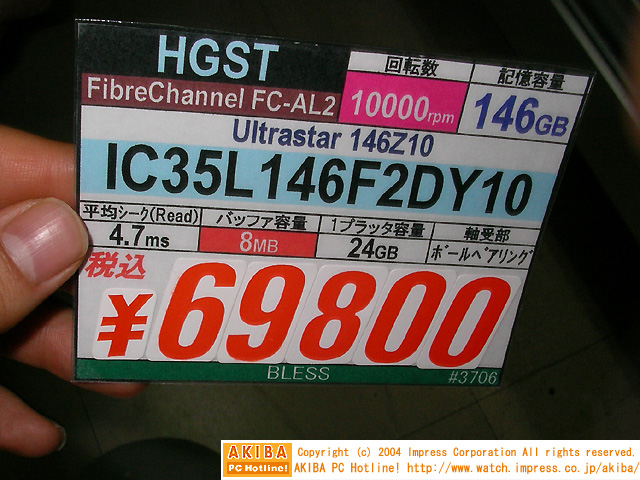 HGST
回転数
記憶容量
FibreChannel FC-AL2
10000rpm
146GB
Ultrastar 146Z10
IC35L146F2DY10
平均シーク(Read)
バッファ容量
1プラッタ容量
軸受部
4.7ms
8MB
24GB
ボールベアリング
税込
¥69800
BLESS
#3706
AKIBA
PC Hotline!
Copyright (c) 2004 Impress Corporation All rights reserved.
AKIBA PC Hotline! http://www.watch.impress.co.jp/akiba/